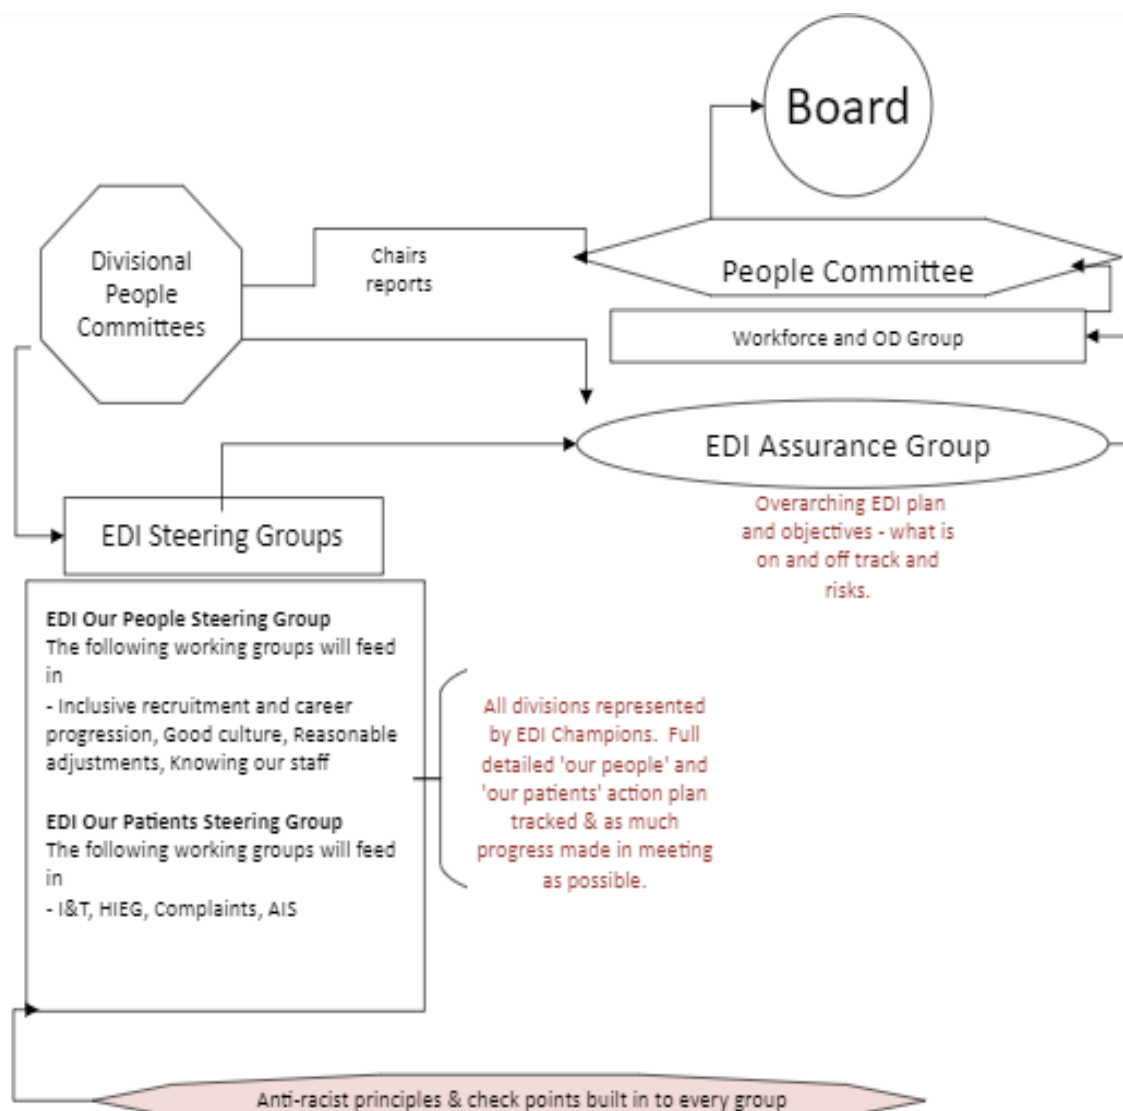 Board
Divisional
People
Committees
Chairs
reports
People Committee
Workforce and OD Group
EDI Assurance Group
Overarching EDI plan
and objectives - what is
on and off track and
risks.
EDI Steering Groups
EDI Our People Steering Group
The following working groups will feed
in
- Inclusive recruitment and career
progression, Good culture, Reasonable
adjustments, Knowing our staff
EDI Our Patients Steering Group
The following working groups will feed
in
- I&T, HIEG, Complaints, AIS
All divisions represented
by EDI Champions. Full
detailed 'our people' and
'our patients' action plan
tracked & as much
progress made in meeting
as possible.
Anti-racist principles & check points built in to every group